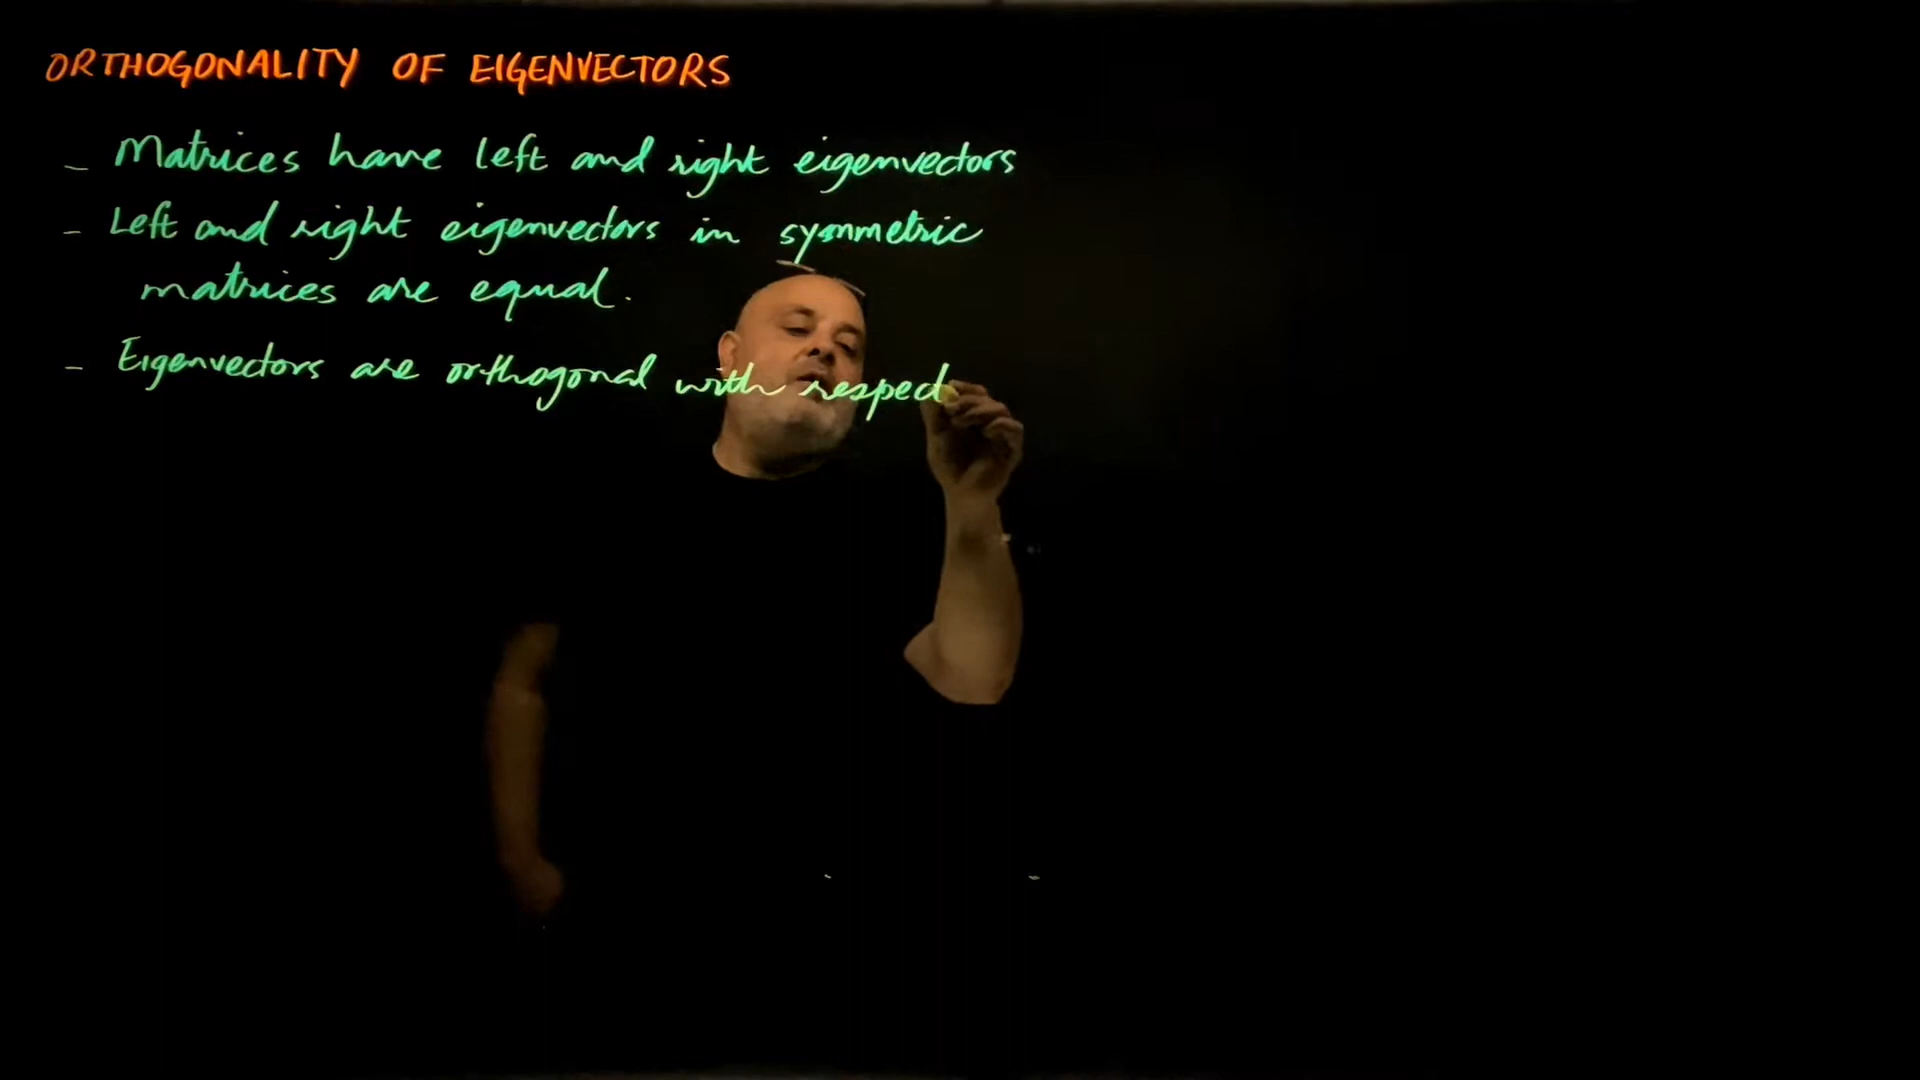 ORTHOGONALITY OF EIGENVECTORS
- Matrices have left and right eigenvectors
- Left and right eigenvectors in symmetric
matrices are equal.
- Eigenvectors are orthogonal with respect